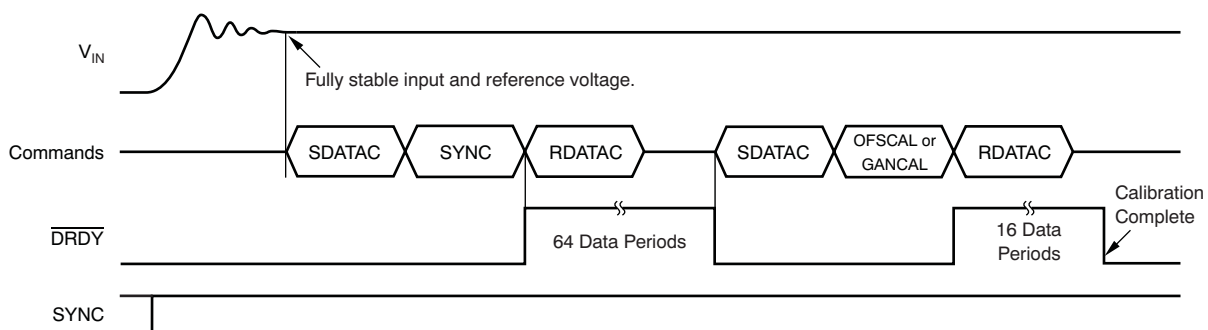 VIN
Fully stable input and reference voltage.
Commands
SDATAC
SYNC
RDATAC
SDATAC
OFSCAL or
GANCAL
RDATAC
DRDY
64 Data Periods
16 Data
Periods
Calibration
Complete
SYNC